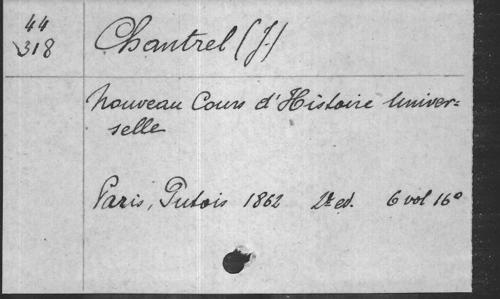 44
318
Chantrel (J.)
Nouveau Cours d'Histoire Univer-
selle
Paris, Putois 1862 2e ed. 6 vol 16°